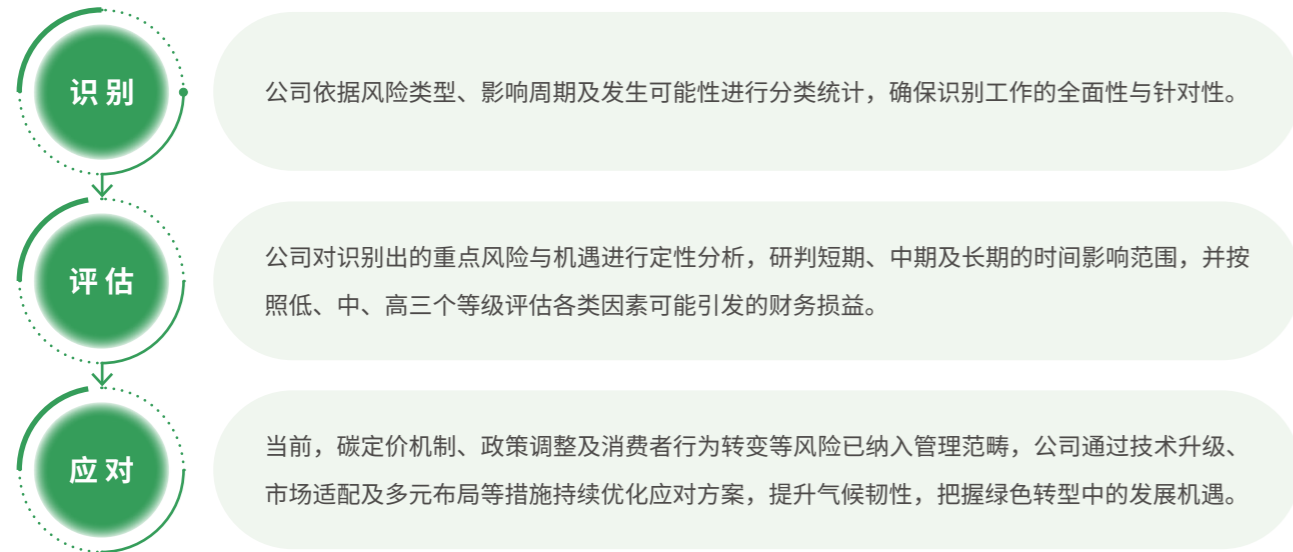 识别
公司依据风险类型、影响周期及发生可能性进行分类统计，确保识别工作的全面性与针对性。
评估
公司对识别出的重点风险与机遇进行定性分析，研判短期、中期及长期的时间影响范围，并按
照低、中、高三个等级评估各类因素可能引发的财务损益。
应对
当前，碳定价机制、政策调整及消费者行为转变等风险已纳入管理范畴，公司通过技术升级、
市场适配及多元布局等措施持续优化应对方案，提升气候韧性，把握绿色转型中的发展机遇。